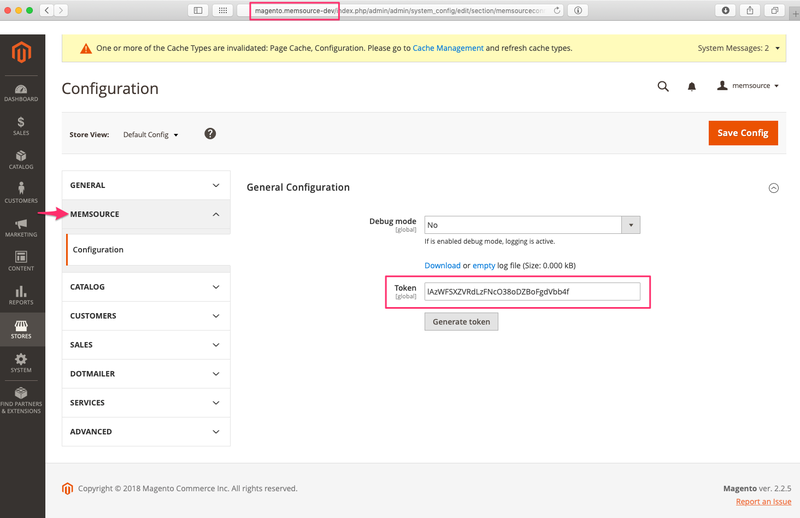 magento.memsource-dev/index.php/admin/admin/system_config/edit/section/memsourcecon
One or more of the Cache Types are invalidated: Page Cache, Configuration. Please go to Cache Management and refresh cache types.
System Messages: 2
Configuration
memsource
Store View:
Default Config
?
Save Config
DASHBOARD
$
SALES
CATALOG
CUSTOMERS
MARKETING
CONTENT
REPORTS
STORES
SYSTEM
FIND PARTNERS
& EXTENSIONS
GENERAL
MEMSOURCE
Configuration
CATALOG
CUSTOMERS
SALES
DOTMAILER
SERVICES
ADVANCED
General Configuration
Debug mode
[global]
No
If is enabled debug mode, logging is active.
Download or empty log file (Size: 0.000 kB)
Token
[global]
lAzWFSXZVRdLzFNcO38oDZBoFgdVbb4f
Generate token
Copyright © 2018 Magento Commerce Inc. All rights reserved.
Magento ver. 2.2.5
Report an Issue